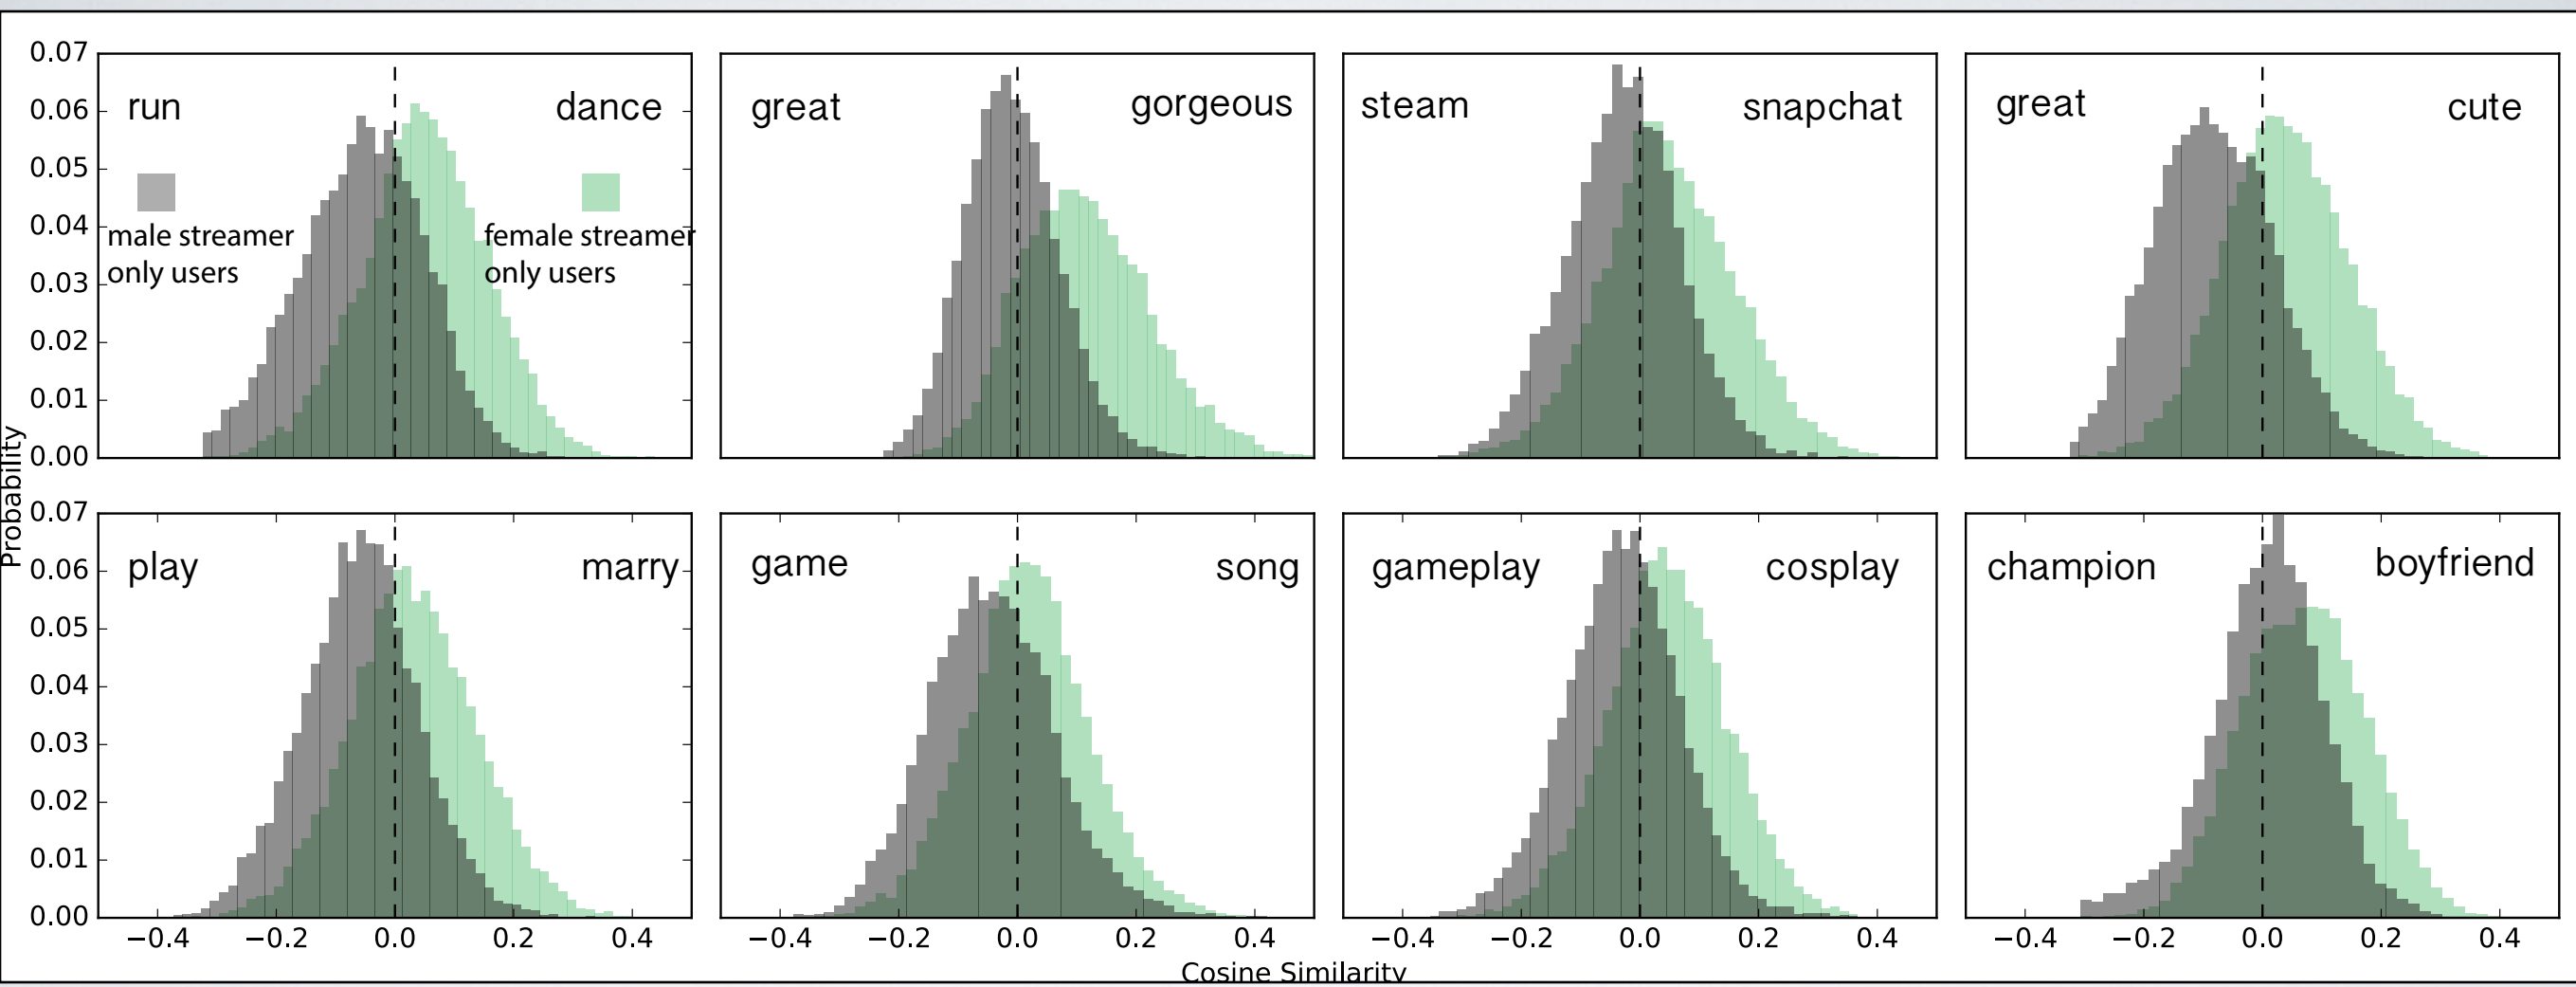 0.07
0.06
0.05
0.04
0.03
0.02
0.01
0.00
run dance
male streamer
only users
female streamer
only users
great gorgeous
steam snapchat
great cute
Probability
0.07
0.06
0.05
0.04
0.03
0.02
0.01
0.00
play marry
game song
gameplay cosplay
champion boyfriend
−0.4 −0.2 0.0 0.2 0.4
−0.4 −0.2 0.0 0.2 0.4
−0.4 −0.2 0.0 0.2 0.4
−0.4 −0.2 0.0 0.2 0.4
Cosine Similarity